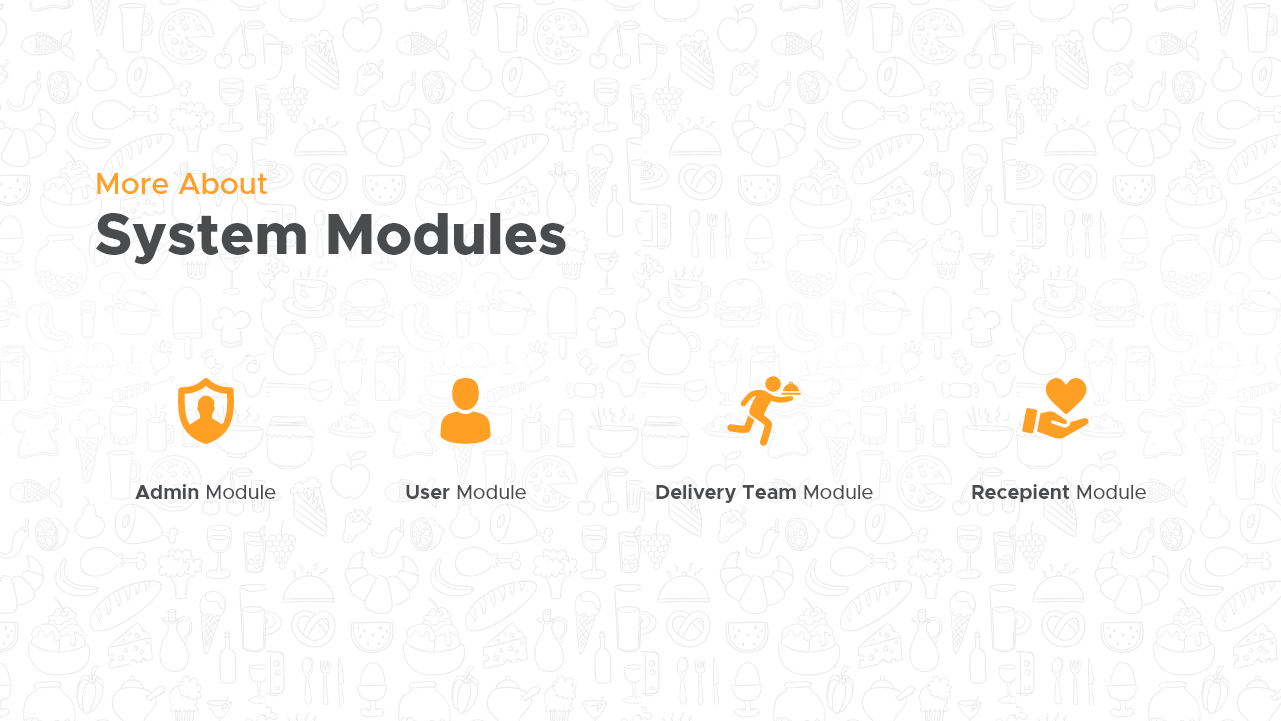 More About
System Modules
Admin Module
User Module
Delivery Team Module
Recepient Module